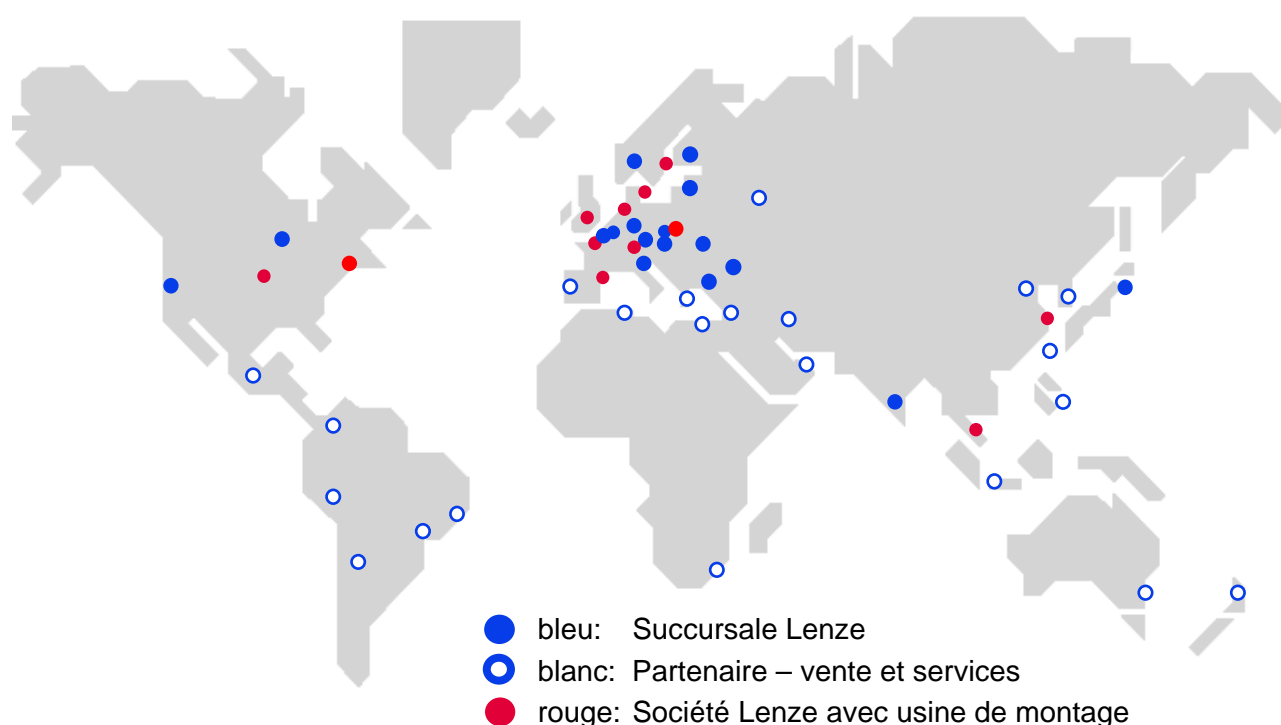 bleu: Succursale Lenze
blanc: Partenaire – vente et services
rouge: Société Lenze avec usine de montage